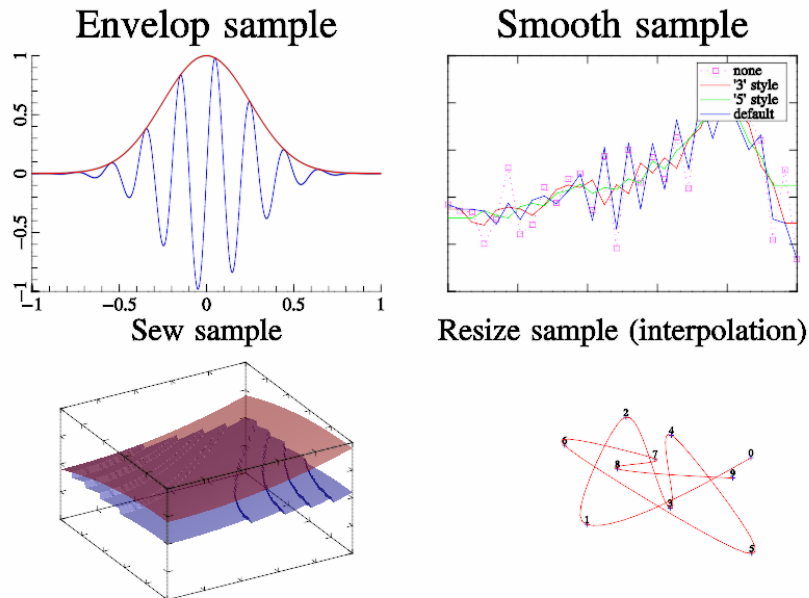 Envelop sample
1
0.5
0
−0.5
−1
−1
−0.5
0
0.5
1
Smooth sample
none
'3' style
'5' style
default
Sew sample
Resize sample (interpolation)
2
4
6
7
0
8
9
3
1
5